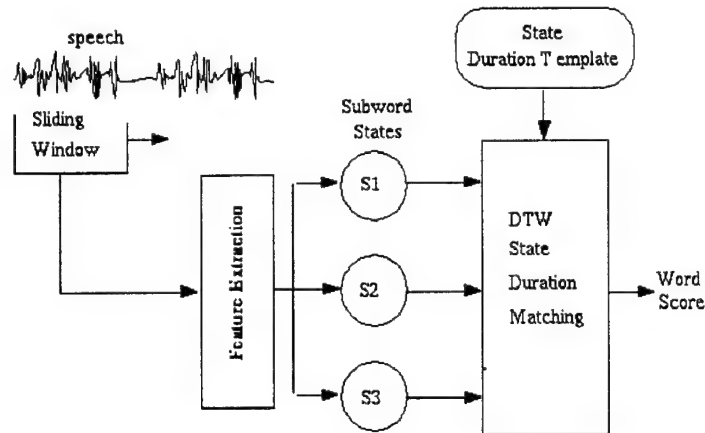 speech
State
Duration T emplate
Sliding
Window
Subword
States
Feature Extraction
S1
S2
S3
DTW
State
Duration
Matching
Word
Score